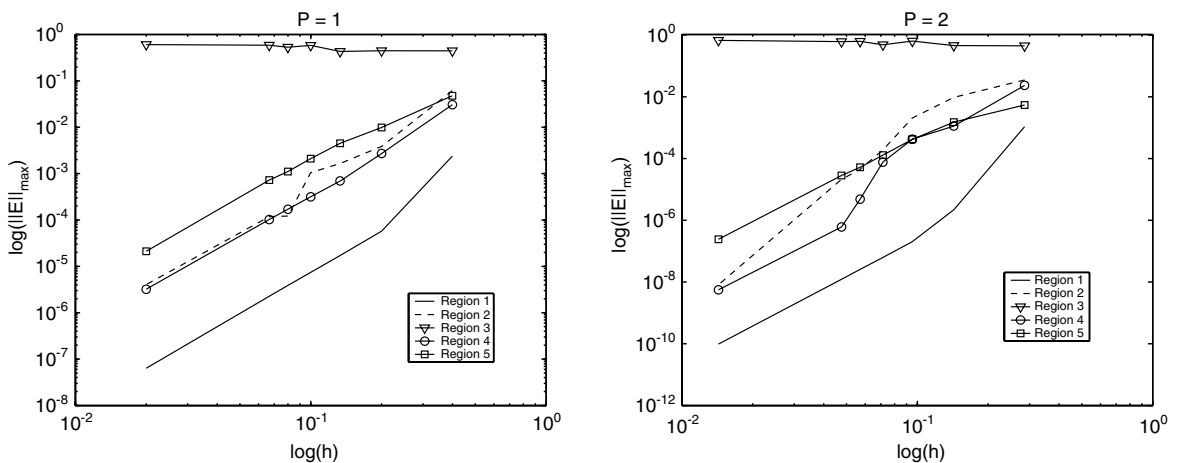 P = 1
10^0
10^-1
10^-2
10^-3
10^-4
10^-5
10^-6
10^-7
10^-8
log(||E||_max)
Region 1
Region 2
Region 3
Region 4
Region 5
10^-2
10^-1
10^0
log(h)
P = 2
10^0
10^-2
10^-4
10^-6
10^-8
10^-10
10^-12
log(||E||_max)
Region 1
Region 2
Region 3
Region 4
Region 5
10^-2
10^-1
10^0
log(h)